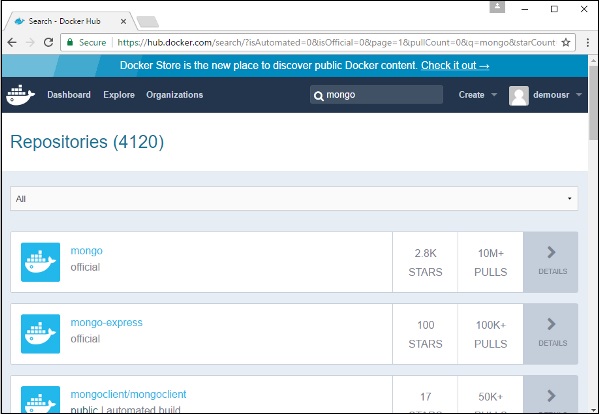 Search - Docker Hub
Secure https://hub.docker.com/search/?isAutomated=0&isOfficial=0&page=1&pullCount=0&q=mongo&starCount
Docker Store is the new place to discover public Docker content. Check it out →
Dashboard Explore Organizations mongo Create demousr
Repositories (4120)
All
mongo
official
2.8K
STARS
10M+
PULLS
DETAILS
mongo-express
official
100
STARS
100K+
PULLS
DETAILS
mongoclient/mongoclient
public | automated build
17
STARS
50K+
PULLS
DETAILS